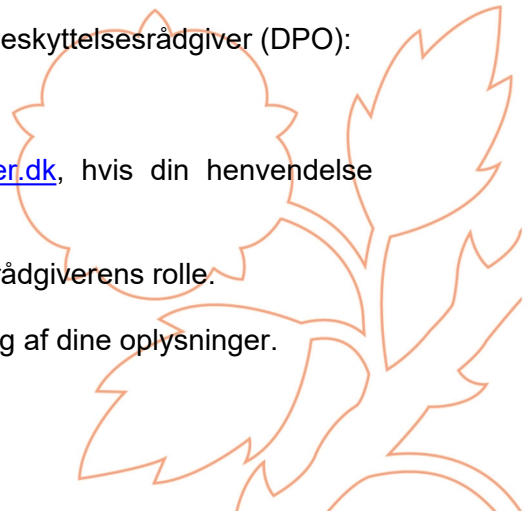 eskyttelsesrådgiver (DPO):
er.dk, hvis din henvendelse
rådgiverens rolle.
g af dine oplysninger.